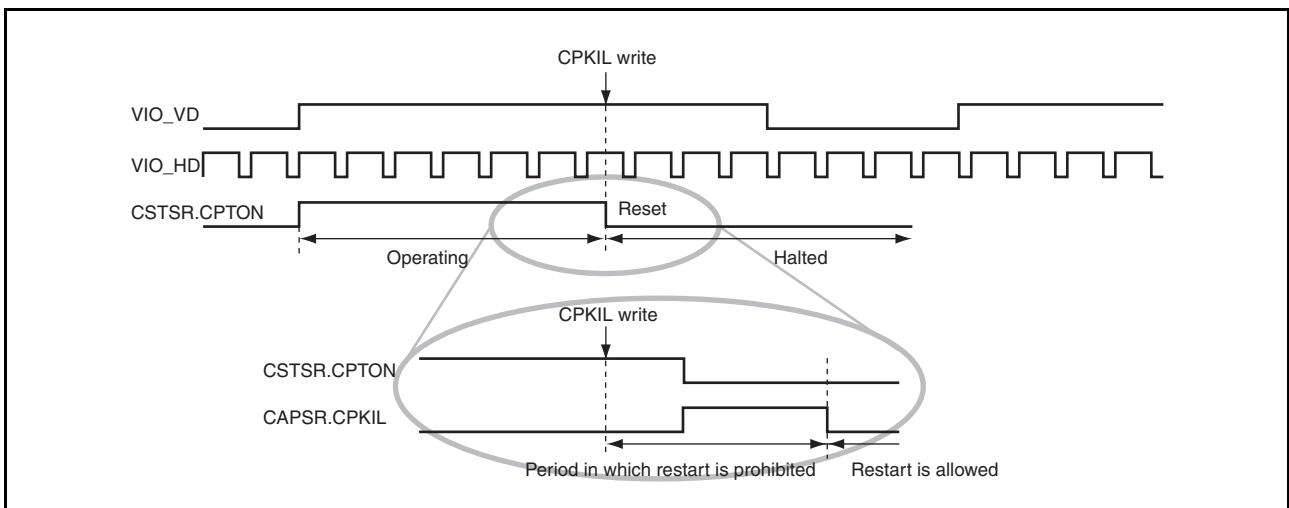 CPKIL write
VIO_VD
VIO_HD
CSTSR.CPTON
Reset
Operating
Halted
CPKIL write
CSTSR.CPTON
CAPSR.CPKIL
Period in which restart is prohibited
Restart is allowed